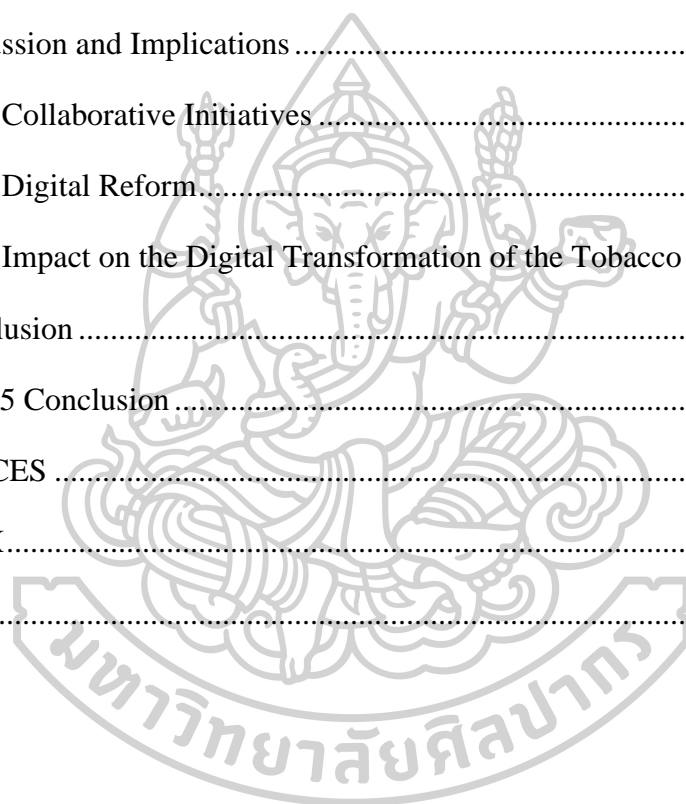 ussion and Implications ................................................................
Collaborative Initiatives ............................................................
Digital Reform..............................................................................
Impact on the Digital Transformation of the Tobacco
lusion ..............................................................................................
5 Conclusion ................................................................................
CES ..................................................................................................
..........................................................................................................
..........................................................................................................
มหาวิทยาลัยศิลปากร